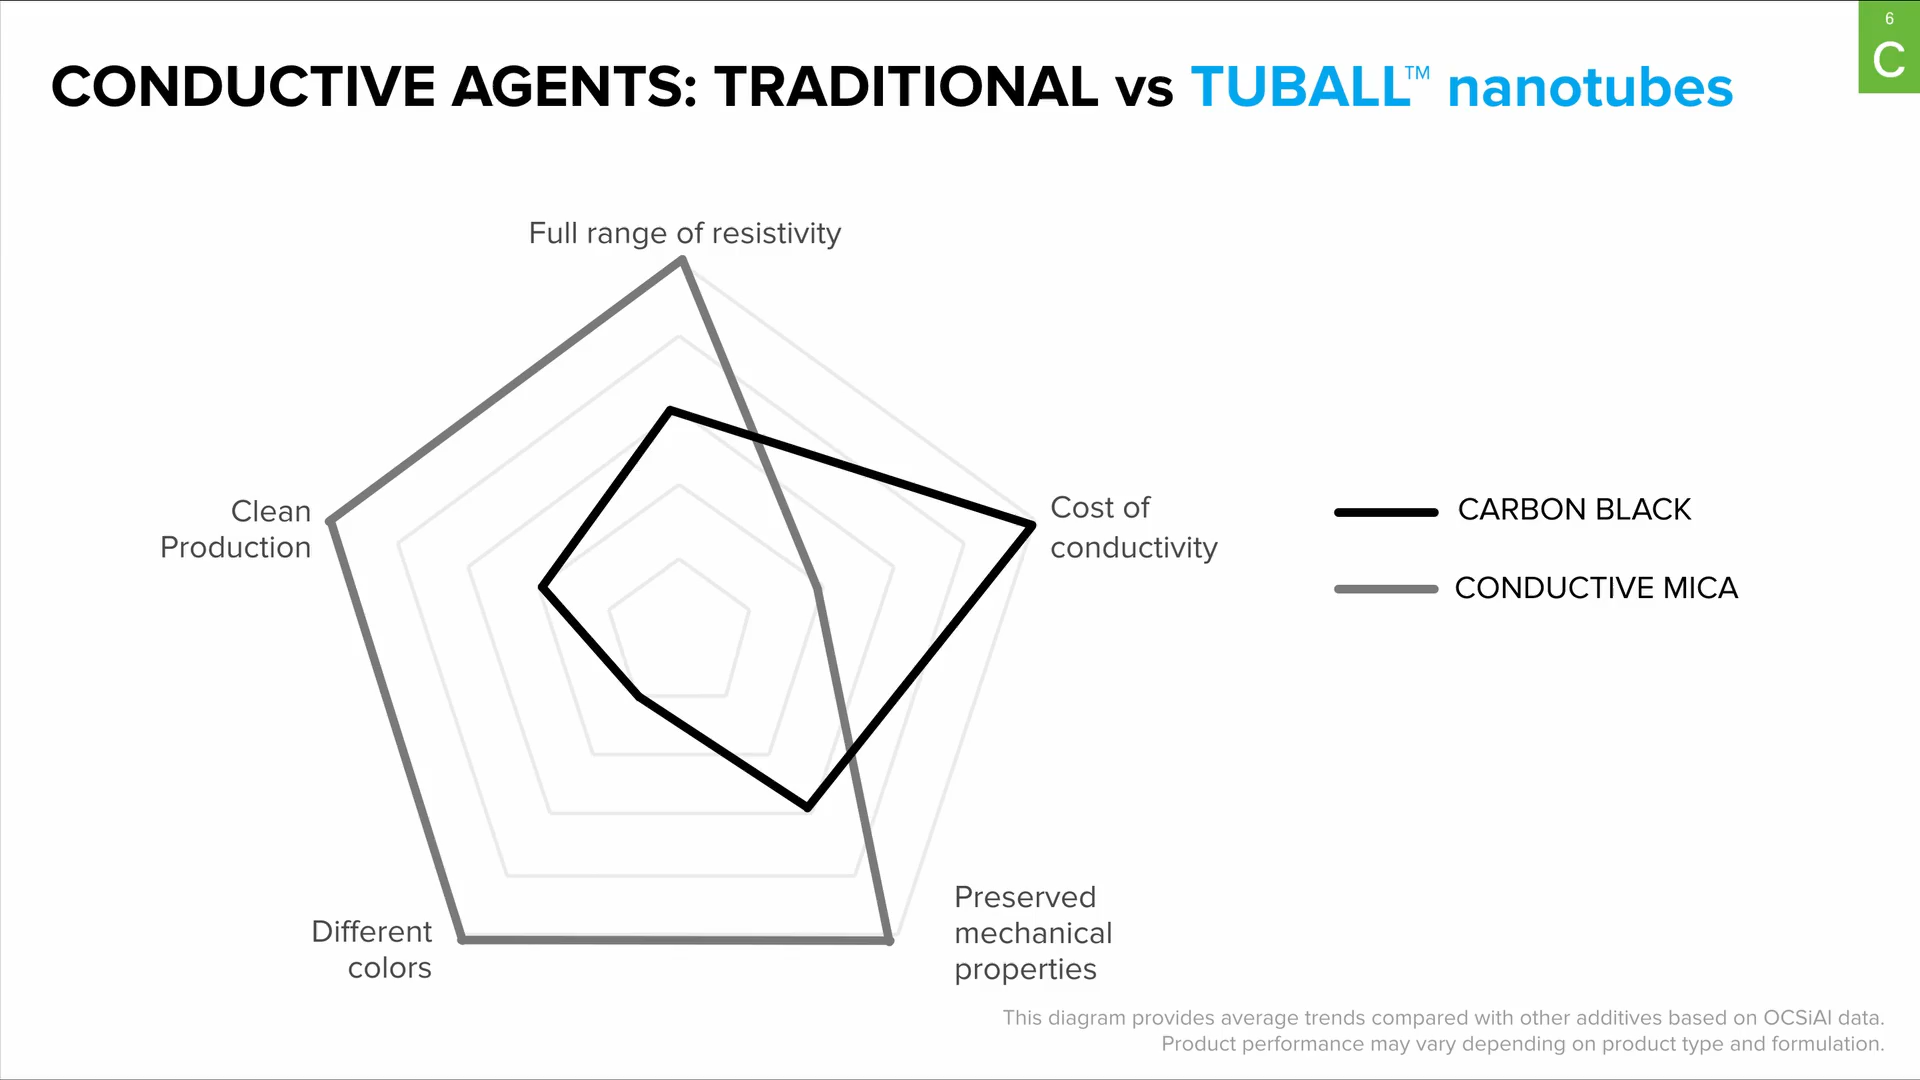 6
C
CONDUCTIVE AGENTS: TRADITIONAL vs TUBALL™ nanotubes
Full range of resistivity
Clean
Production
Cost of
conductivity
CARBON BLACK
CONDUCTIVE MICA
Different
colors
Preserved
mechanical
properties
This diagram provides average trends compared with other additives based on OCSiAl data.
Product performance may vary depending on product type and formulation.